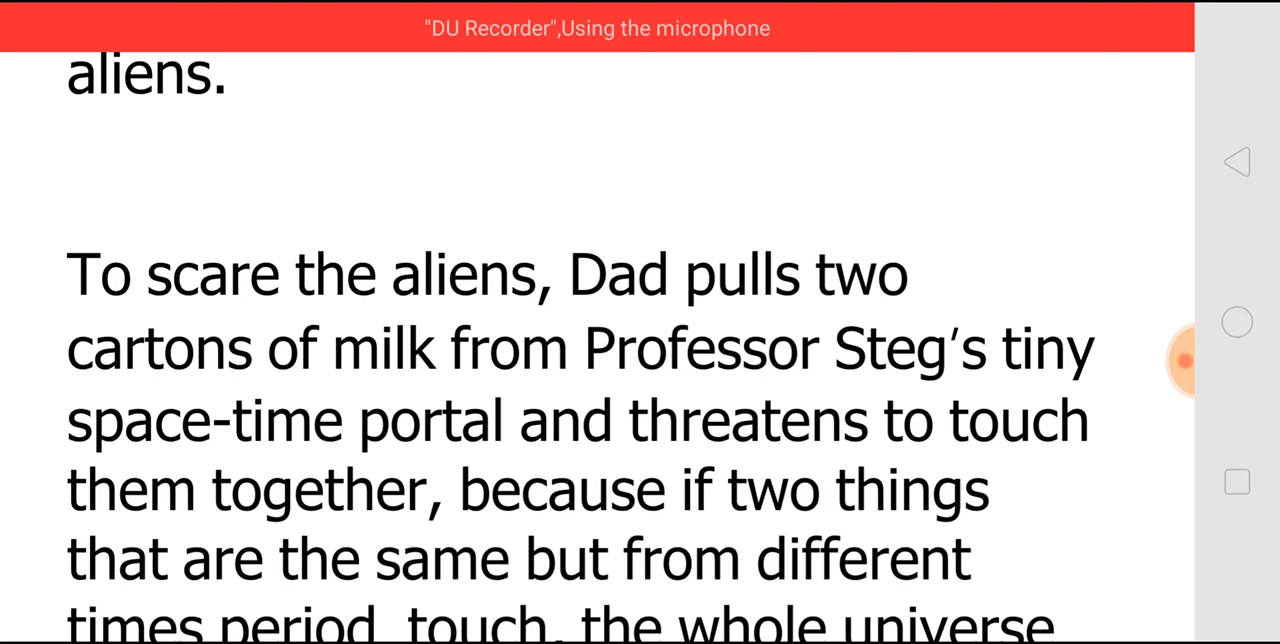 "DU Recorder",Using the microphone
aliens.
To scare the aliens, Dad pulls two
cartons of milk from Professor Steg’s tiny
space-time portal and threatens to touch
them together, because if two things
that are the same but from different
times period touch, the whole universe